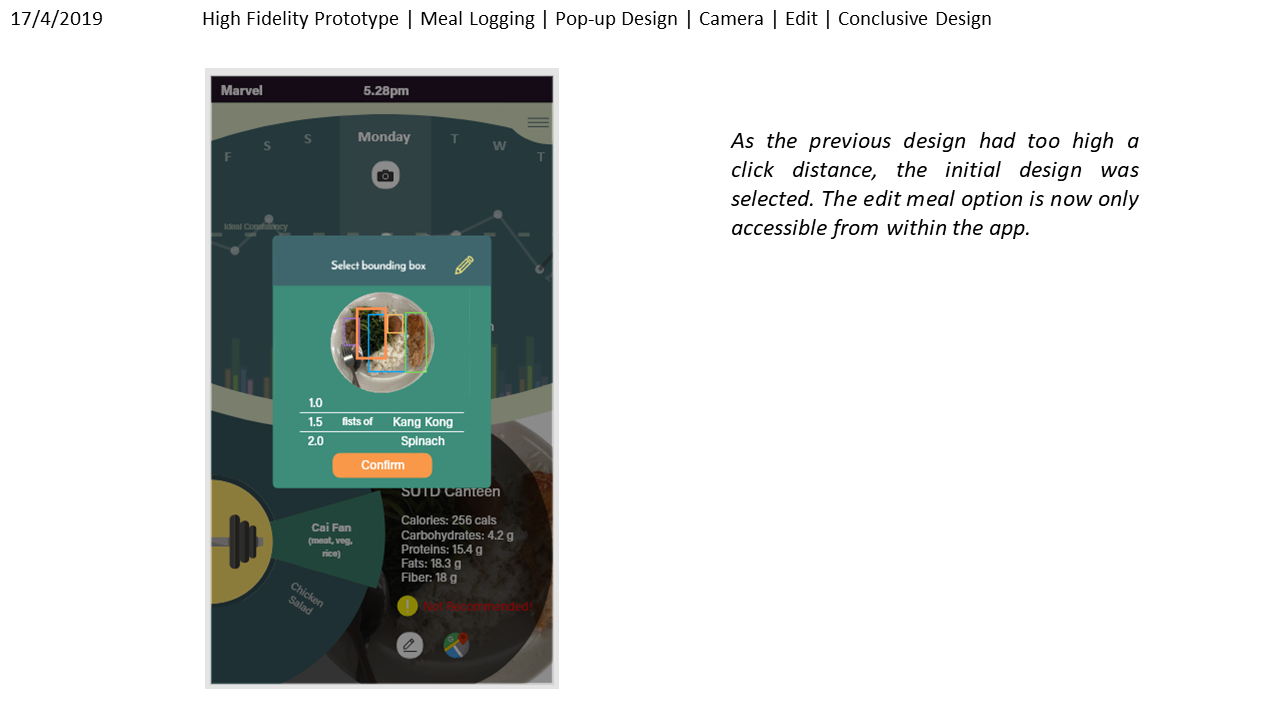 17/4/2019
High Fidelity Prototype | Meal Logging | Pop-up Design | Camera | Edit | Conclusive Design
Marvel 5.28pm
F S S Monday T W T
Ideal Consistency
Select bounding box
1.0
1.5 fists of Kang Kong
2.0 Spinach
Confirm
SUTD Canteen
Calories: 256 cals
Carbohydrates: 4.2 g
Proteins: 15.4 g
Fats: 18.3 g
Fiber: 18 g
Not Recommended!
Cai Fan
(meat, veg,
rice)
Chicken
Salad
As the previous design had too high a
click distance, the initial design was
selected. The edit meal option is now only
accessible from within the app.